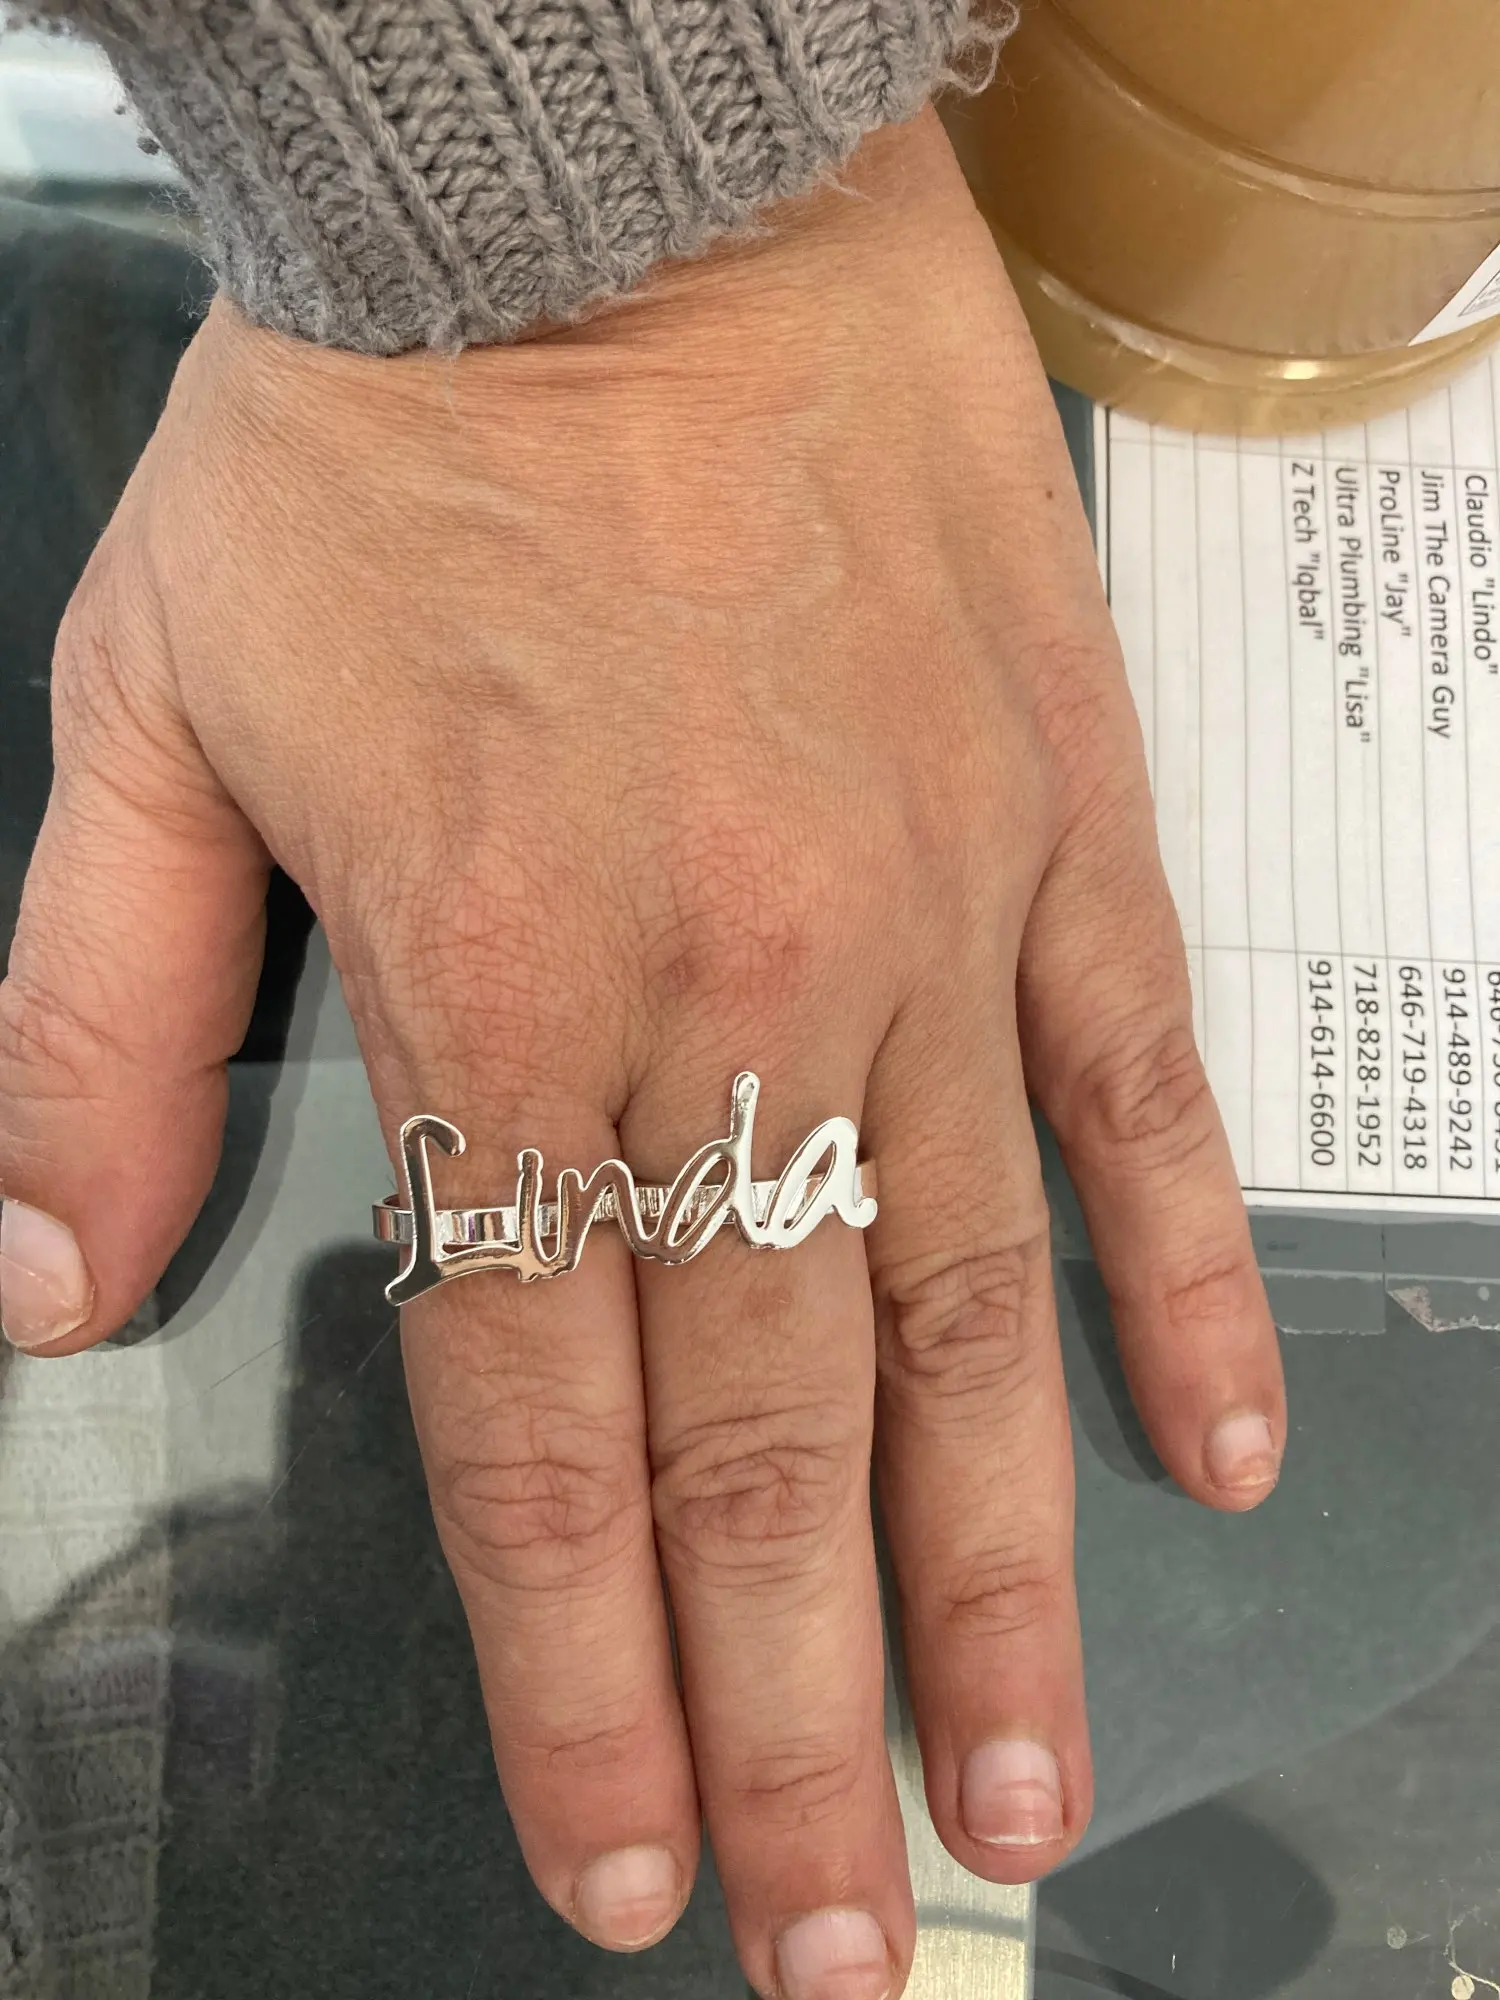 Linda
Claudio "Lindo"
Jim The Camera Guy 914-489-9242
ProLine "Jay" 646-719-4318
Ultra Plumbing "Lisa" 718-828-1952
Z Tech "Iqbal" 914-614-6600